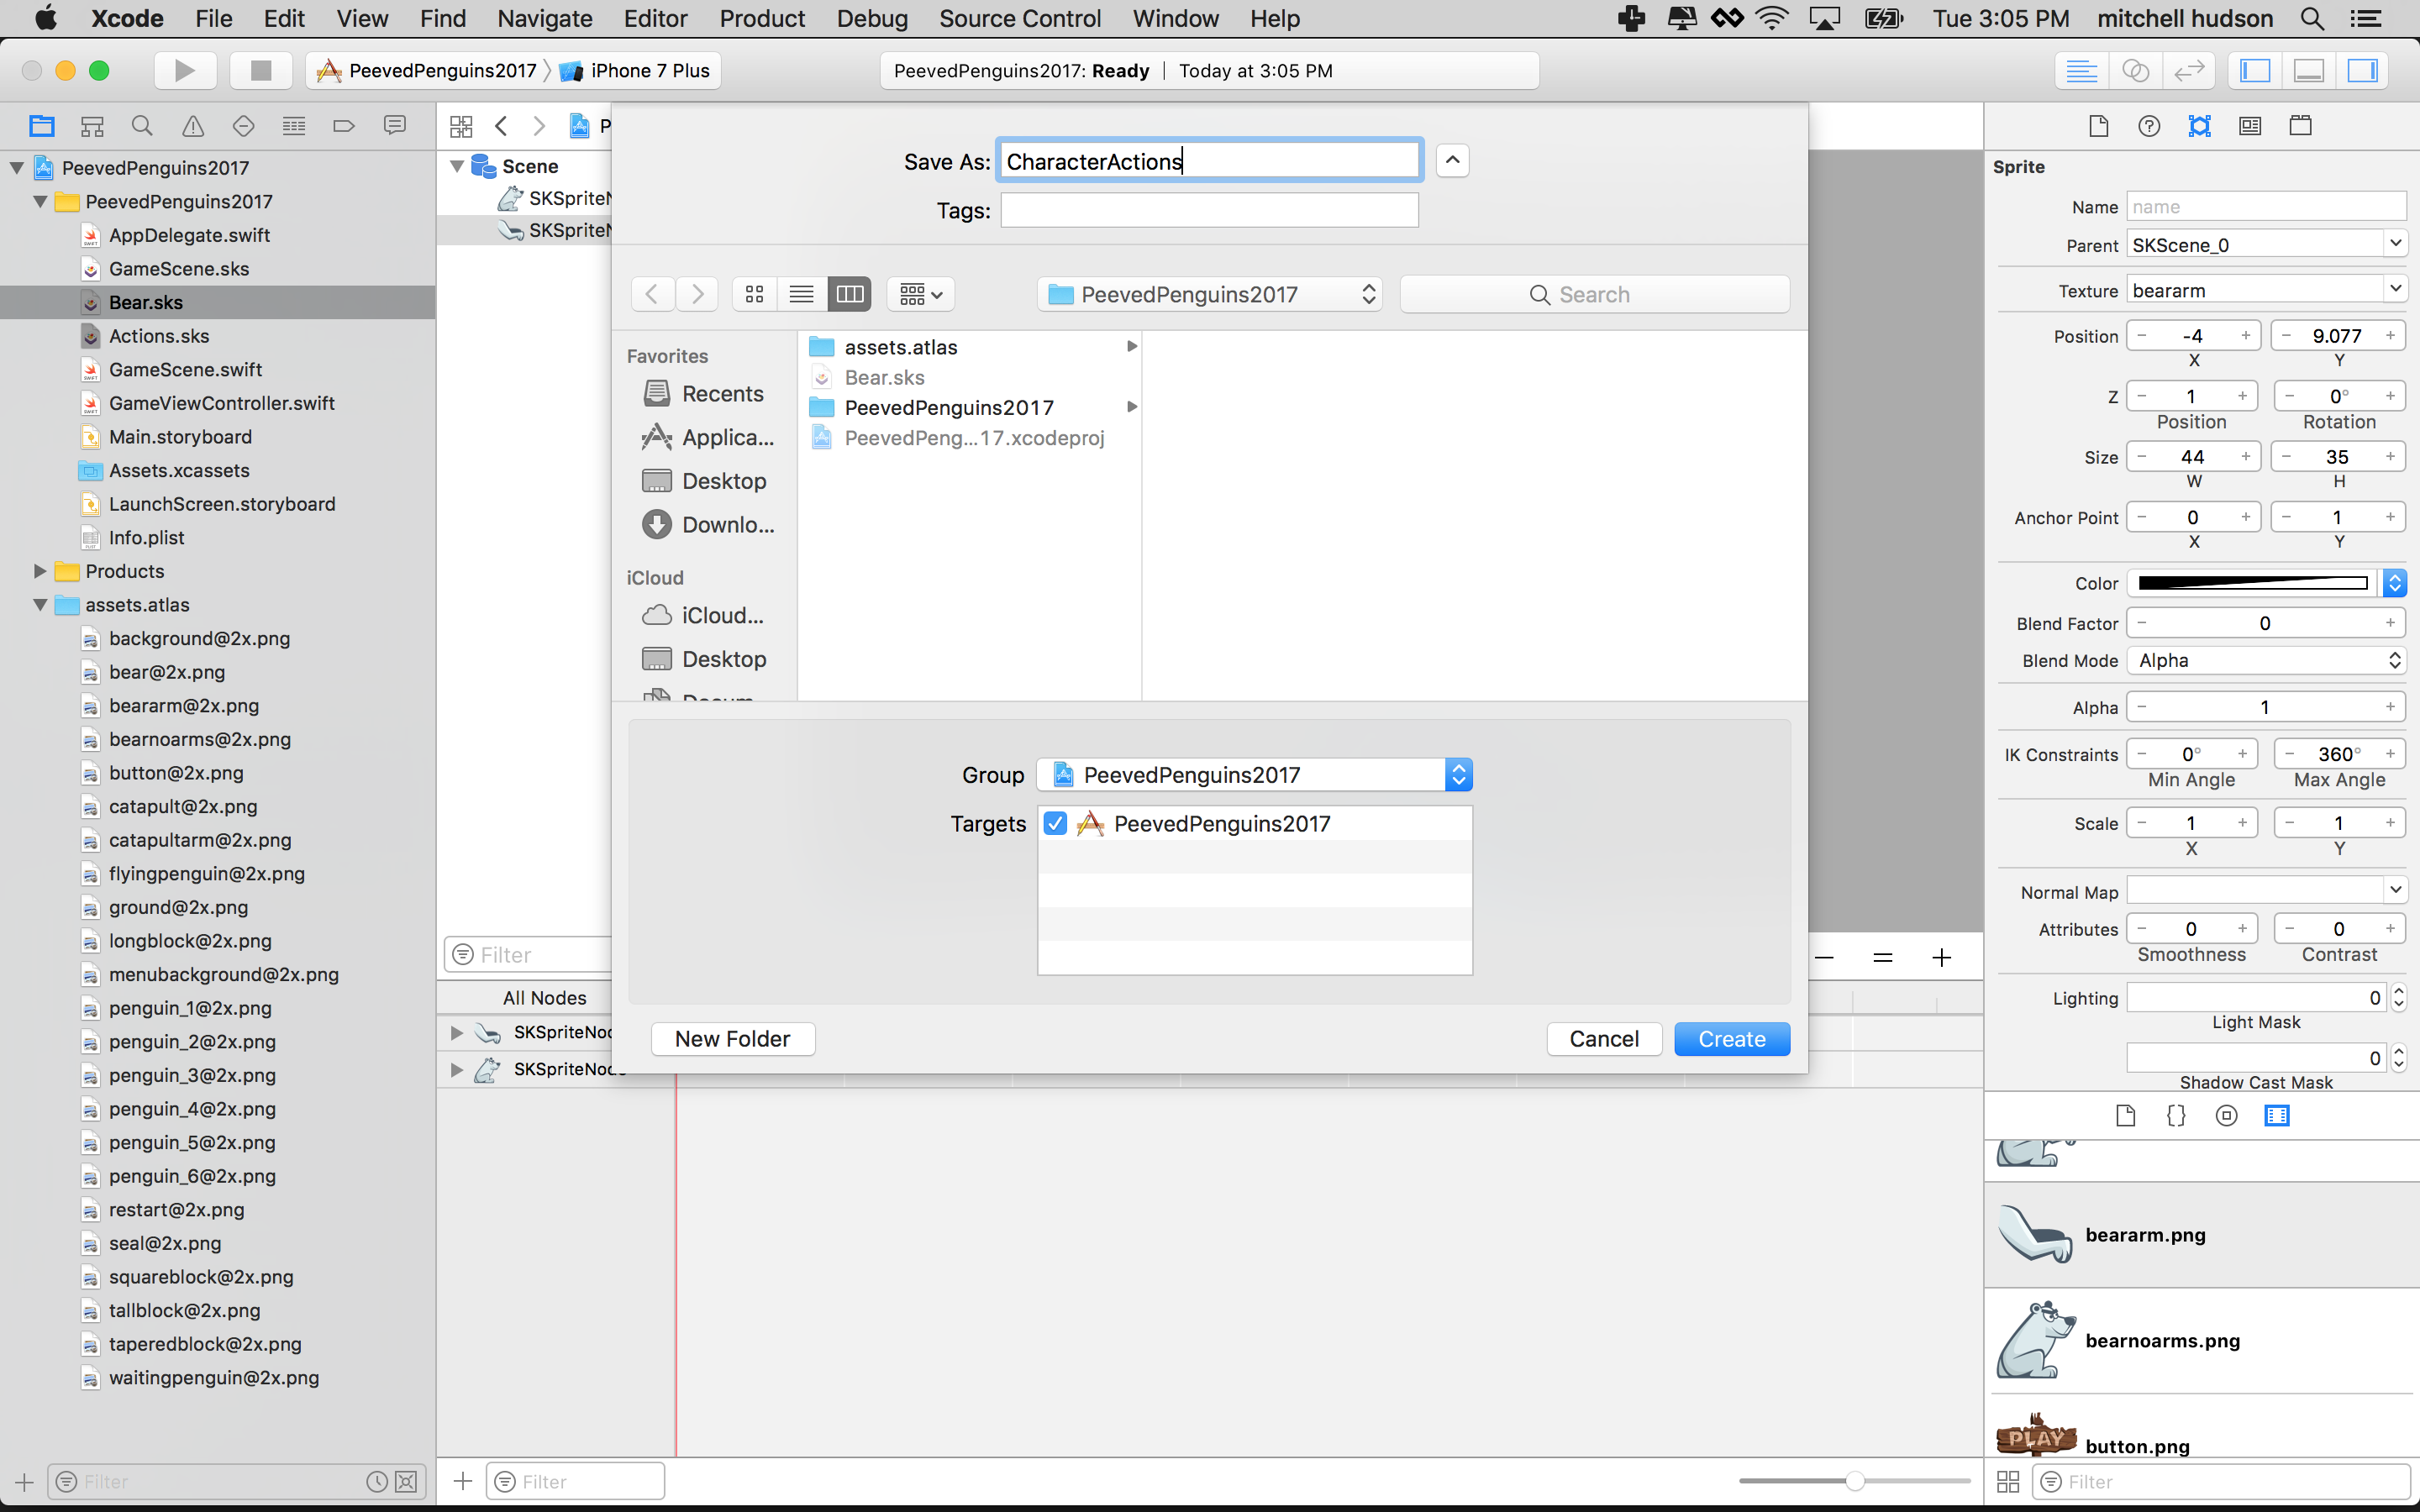 Xcode File Edit View Find Navigate Editor Product Debug Source Control Window Help Tue 3:05 PM mitchell hudson
PeevedPenguins2017 iPhone 7 Plus PeevedPenguins2017: Ready Today at 3:05 PM
PeevedPenguins2017
PeevedPenguins2017
AppDelegate.swift
GameScene.sks
Bear.sks
Actions.sks
GameScene.swift
GameViewController.swift
Main.storyboard
Assets.xcassets
LaunchScreen.storyboard
Info.plist
Products
assets.atlas
background@2x.png
bear@2x.png
beararm@2x.png
bearnoarms@2x.png
button@2x.png
catapult@2x.png
catapultarm@2x.png
flyingpenguin@2x.png
ground@2x.png
longblock@2x.png
menubackground@2x.png
penguin_1@2x.png
penguin_2@2x.png
penguin_3@2x.png
penguin_4@2x.png
penguin_5@2x.png
penguin_6@2x.png
restart@2x.png
seal@2x.png
squareblock@2x.png
tallblock@2x.png
taperedblock@2x.png
waitingpenguin@2x.png
Filter
P
Scene
SKSpriteN
SKSpriteN
Filter
All Nodes
SKSpriteNod
SKSpriteNode
Filter
Save As: CharacterActions
Tags:
PeevedPenguins2017 Search
Favorites
Recents
Applica...
Desktop
Downlo...
iCloud
iCloud...
Desktop
assets.atlas
Bear.sks
PeevedPenguins2017
PeevedPeng...17.xcodeproj
Group PeevedPenguins2017
Targets PeevedPenguins2017
New Folder Cancel Create
Sprite
Name name
Parent SKScene_0
Texture beararm
Position -4 9.077
X Y
Z 1 0°
Position Rotation
Size 44 35
W H
Anchor Point 0 1
X Y
Color
Blend Factor 0
Blend Mode Alpha
Alpha 1
IK Constraints 0° 360°
Min Angle Max Angle
Scale 1 1
X Y
Normal Map
Attributes 0 0
Smoothness Contrast
Lighting 0
Light Mask
0
Shadow Cast Mask
beararm.png
bearnoarms.png
PLAY button.png
Filter